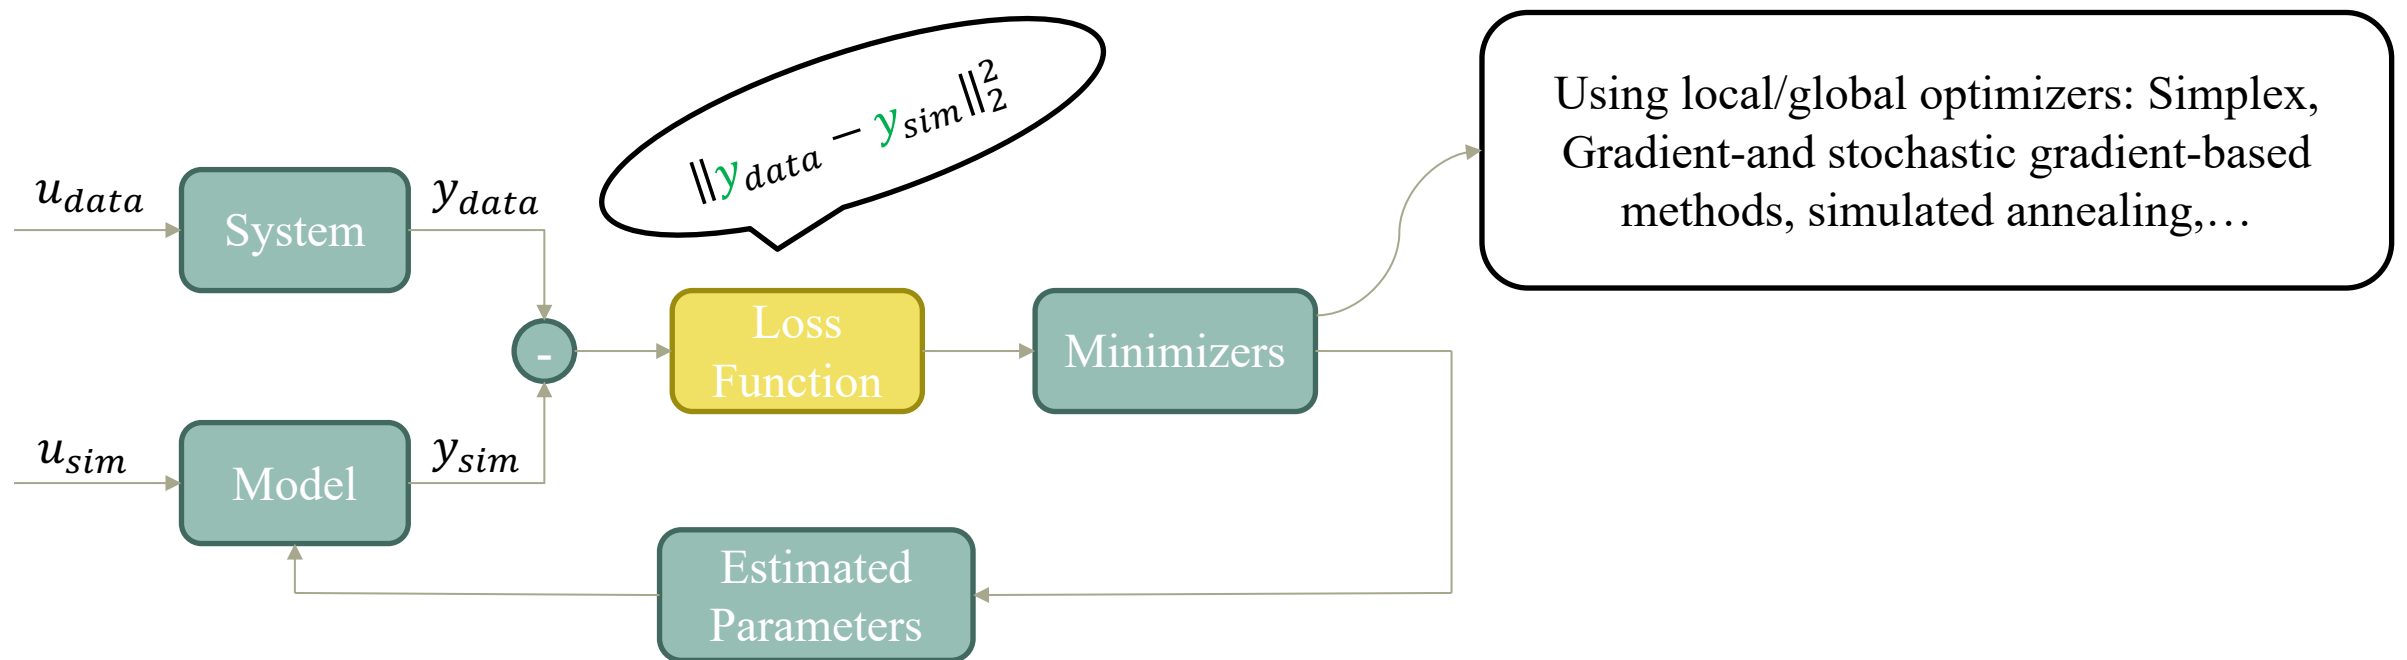 ‖y_data − y_sim‖₂²
Using local/global optimizers: Simplex,
Gradient-and stochastic gradient-based
methods, simulated annealing,…
u_data
System
y_data
Loss
Function
-
Minimizers
u_sim
Model
y_sim
Estimated
Parameters